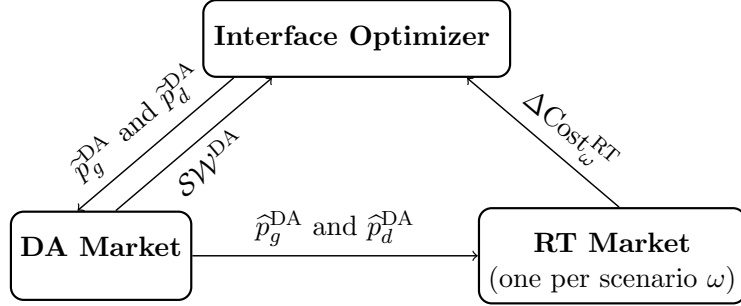 Interface Optimizer
p̃_g^DA and p̃_d^DA
𝒮𝒲^DA
ΔCost_ω^RT
DA Market
p̂_g^DA and p̂_d^DA
RT Market
(one per scenario ω)